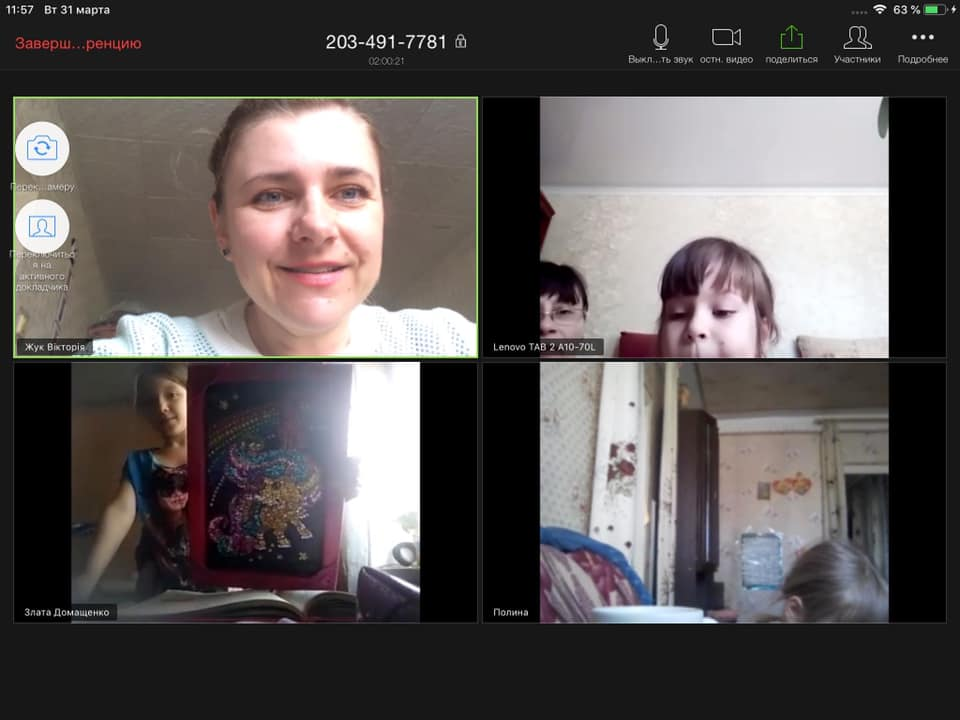 11:57 Вт 31 марта
63 %
Заверш...ренцию
203-491-7781
02:00:21
Выкл...ть звук
остн. видео
поделиться
Участники
Подробнее
Перек...амеру
Переключитьс
я на
активного
докладчика
Жук Вікторія
Lenovo TAB 2 A10-70L
Злата Домащенко
Полина